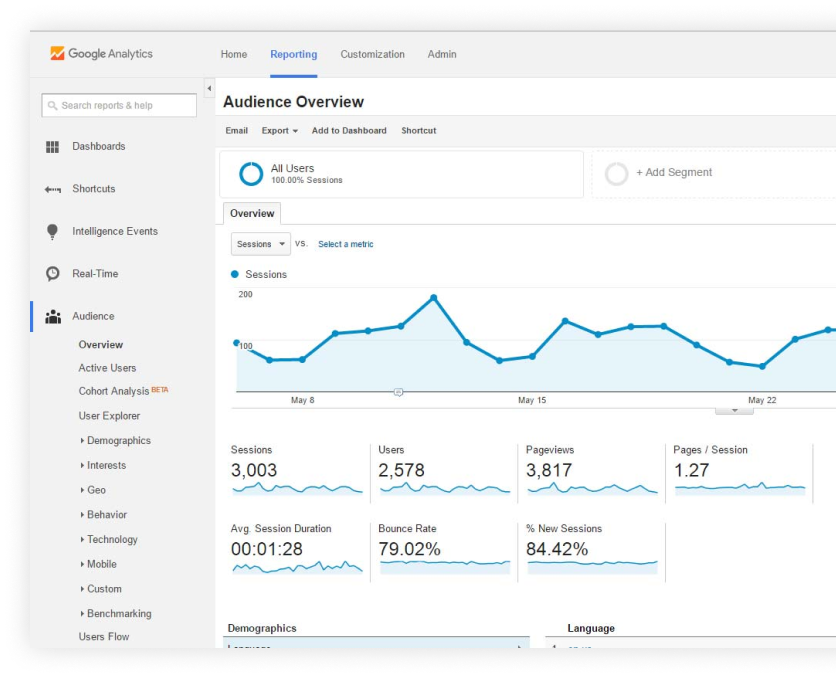 Google Analytics
Home Reporting Customization Admin
Search reports & help
Dashboards
Shortcuts
Intelligence Events
Real-Time
Audience
Overview
Active Users
Cohort Analysis BETA
User Explorer
Demographics
Interests
Geo
Behavior
Technology
Mobile
Custom
Benchmarking
Users Flow
Audience Overview
Email Export Add to Dashboard Shortcut
All Users
100.00% Sessions
+ Add Segment
Overview
Sessions VS. Select a metric
Sessions
200
100
May 8 May 15 May 22
Sessions
3,003
Users
2,578
Pageviews
3,817
Pages / Session
1.27
Avg. Session Duration
00:01:28
Bounce Rate
79.02%
% New Sessions
84.42%
Demographics
Language
Language